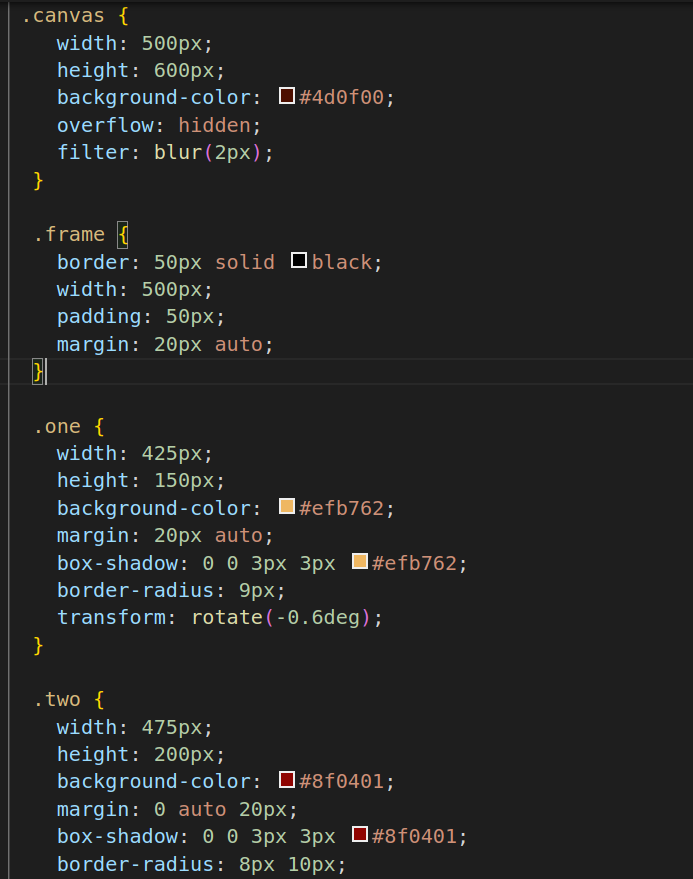 .canvas {
width: 500px;
height: 600px;
background-color: #4d0f00;
overflow: hidden;
filter: blur(2px);
}
.frame {
border: 50px solid black;
width: 500px;
padding: 50px;
margin: 20px auto;
}
.one {
width: 425px;
height: 150px;
background-color: #efb762;
margin: 20px auto;
box-shadow: 0 0 3px 3px #efb762;
border-radius: 9px;
transform: rotate(-0.6deg);
}
.two {
width: 475px;
height: 200px;
background-color: #8f0401;
margin: 0 auto 20px;
box-shadow: 0 0 3px 3px #8f0401;
border-radius: 8px 10px;